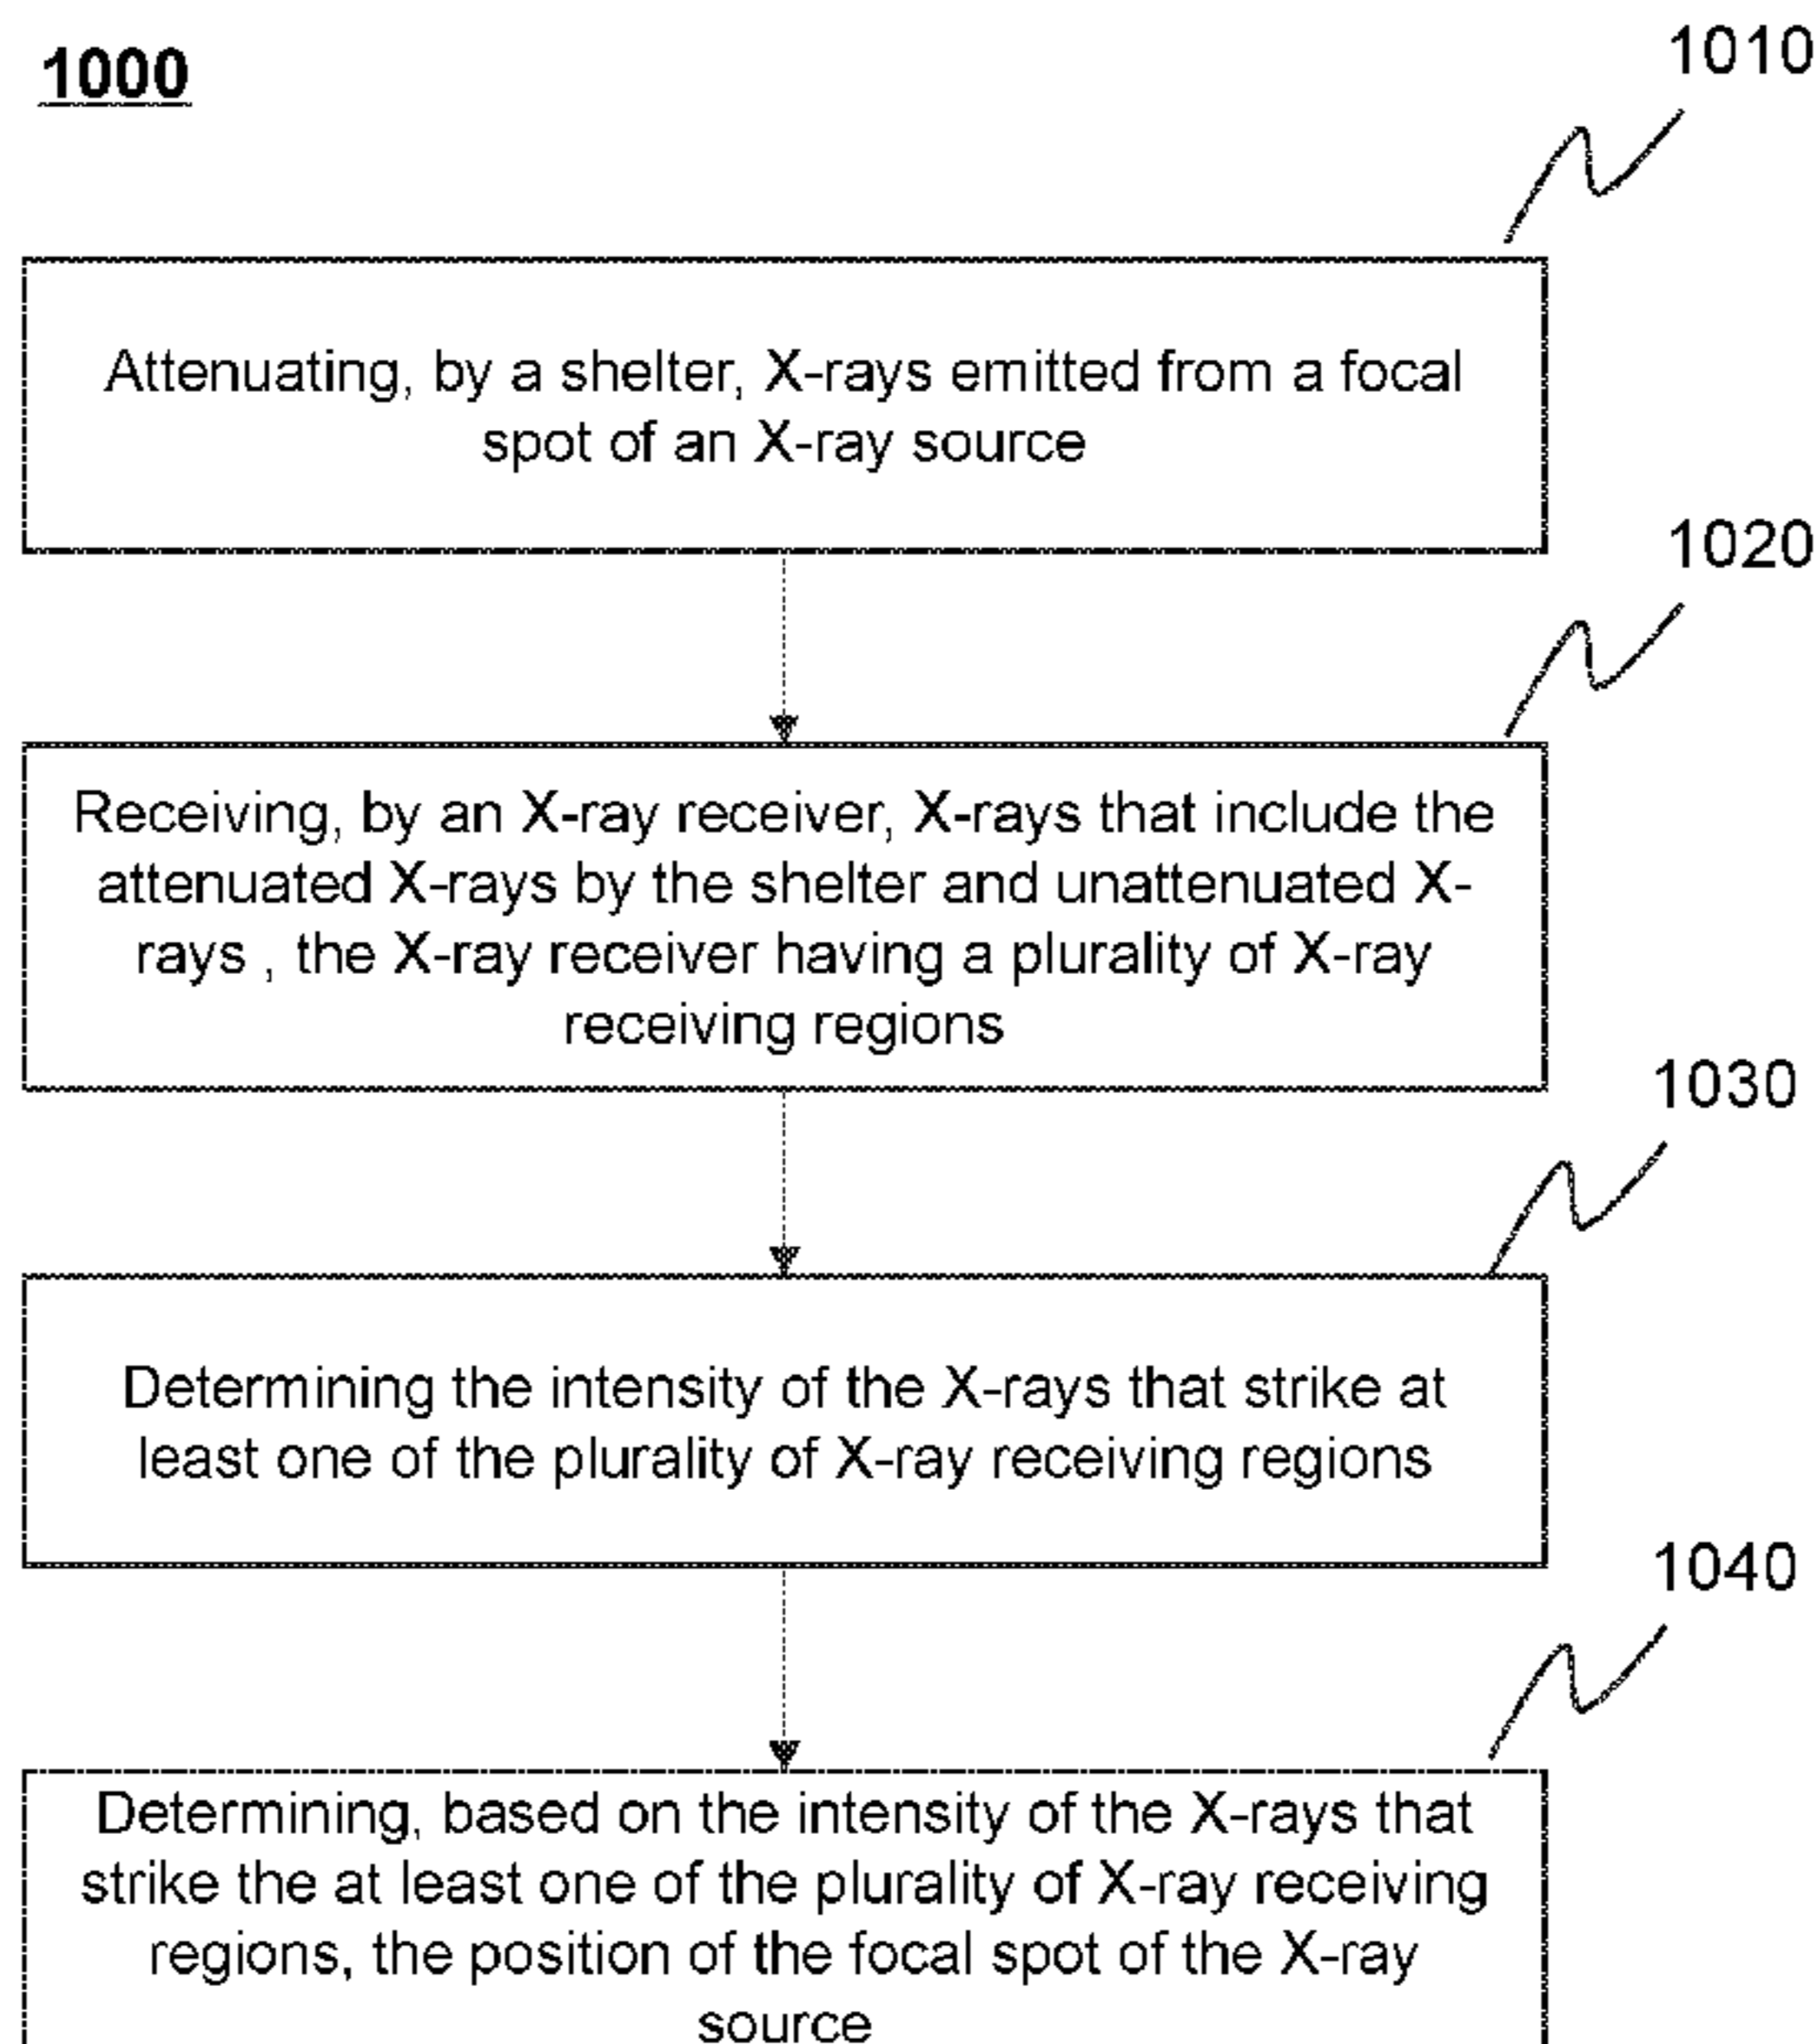 1000
1010
Attenuating, by a shelter, X-rays emitted from a focal
spot of an X-ray source
1020
Receiving, by an X-ray receiver, X-rays that include the
attenuated X-rays by the shelter and unattenuated X-
rays , the X-ray receiver having a plurality of X-ray
receiving regions
1030
Determining the intensity of the X-rays that strike at
least one of the plurality of X-ray receiving regions
1040
Determining, based on the intensity of the X-rays that
strike the at least one of the plurality of X-ray receiving
regions, the position of the focal spot of the X-ray
source